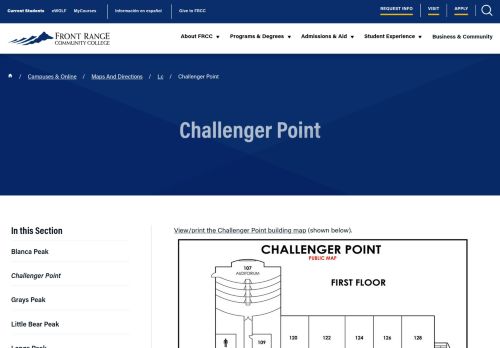 Current Students eWOLF MyCourses Información en español Give to FRCC REQUEST INFO VISIT APPLY
FRONT RANGE
COMMUNITY COLLEGE
About FRCC Programs & Degrees Admissions & Aid Student Experience Business & Community
/ Campuses & Online / Maps And Directions / Lc / Challenger Point
Challenger Point
In this Section
Blanca Peak
Challenger Point
Grays Peak
Little Bear Peak
Longs Peak
View/print the Challenger Point building map (shown below).
CHALLENGER POINT
PUBLIC MAP
107
AUDITORIUM
FIRST FLOOR
109
120 122 124 126 128